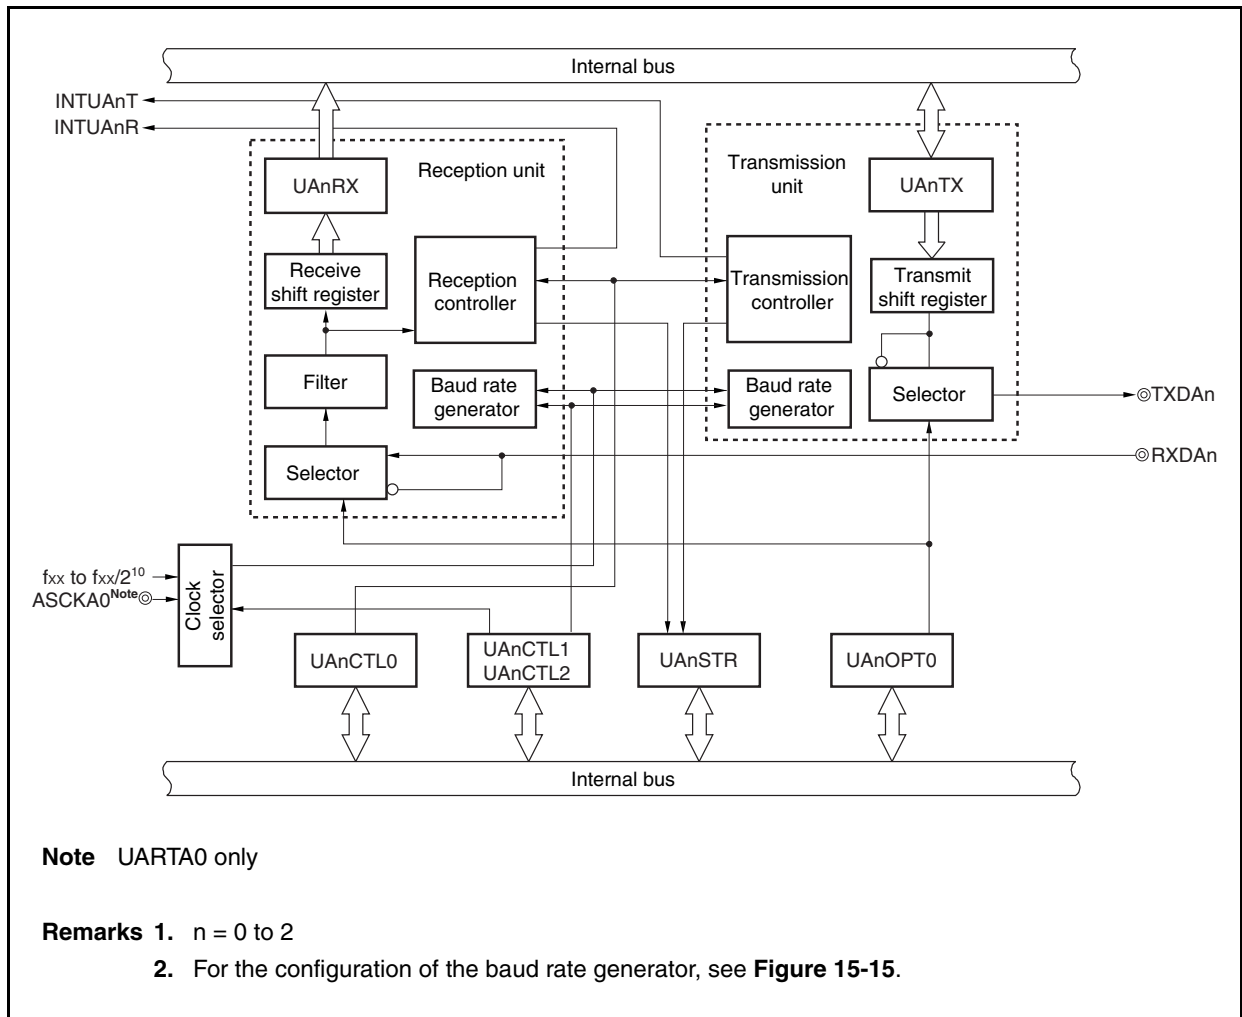 Internal bus
INTUAnT
INTUAnR
Reception unit
UAnRX
Receive
shift register
Reception
controller
Filter
Baud rate
generator
Selector
Transmission
unit
UAnTX
Transmission
controller
Transmit
shift register
Baud rate
generator
Selector
TXDAn
RXDAn
fxx to fxx/2¹⁰
ASCKA0Note
Clock
selector
UAnCTL0
UAnCTL1
UAnCTL2
UAnSTR
UAnOPT0
Internal bus
Note UARTA0 only
Remarks 1. n = 0 to 2
2. For the configuration of the baud rate generator, see Figure 15-15.